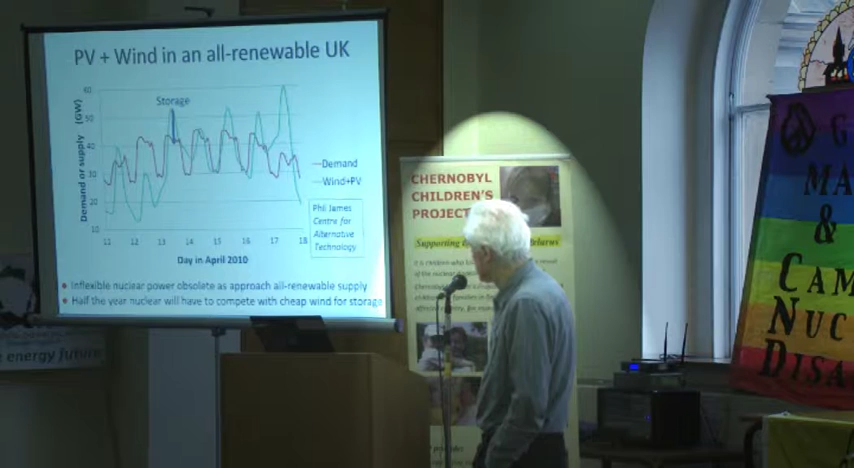 PV + Wind in an all-renewable UK
Demand or supply (GW)
60
50
40
30
20
10
Storage
Demand
Wind+PV
Phil James
Centre for
Alternative
Technology
11 12 13 14 15 16 17 18
Day in April 2010
Inflexible nuclear power obsolete as approach all-renewable supply
Half the year nuclear will have to compete with cheap wind for storage
energy future
CHERNOBYL
CHILDREN'S
PROJECT
Supporting
Belarus
G
MA
&
CAM
NUC
DISA